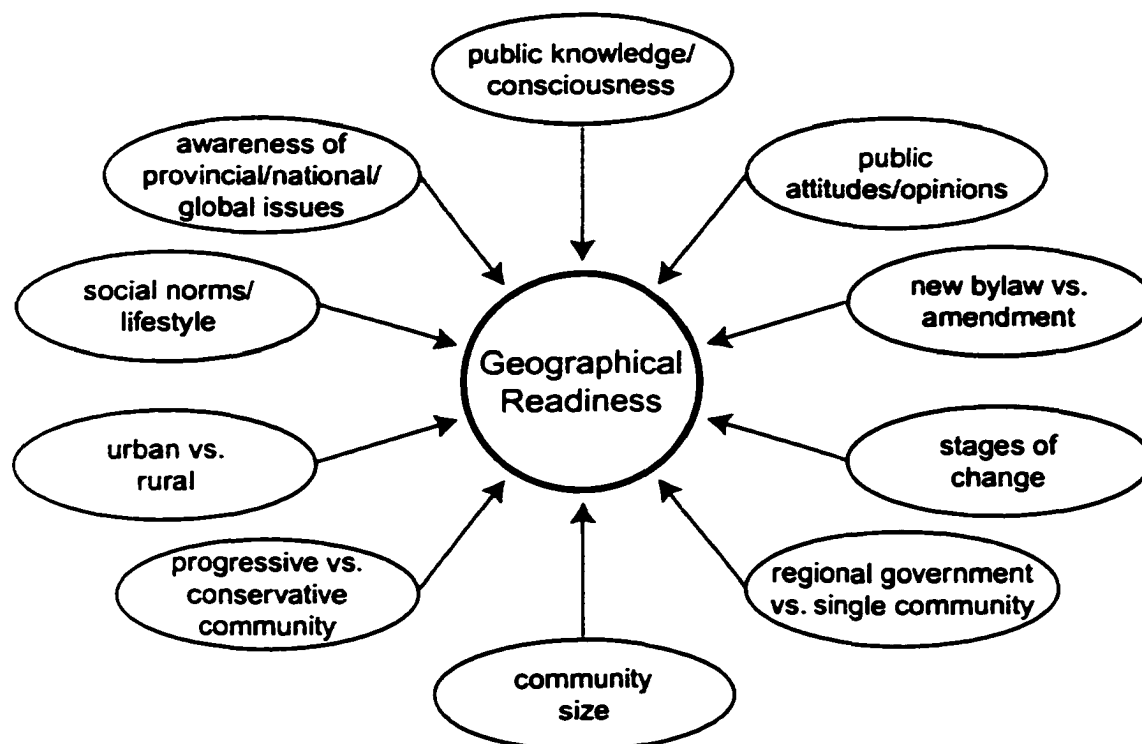 public knowledge/
consciousness
awareness of
provincial/national/
global issues
public
attitudes/opinions
social norms/
lifestyle
new bylaw vs.
amendment
Geographical
Readiness
urban vs.
rural
stages of
change
progressive vs.
conservative
community
regional government
vs. single community
community
size